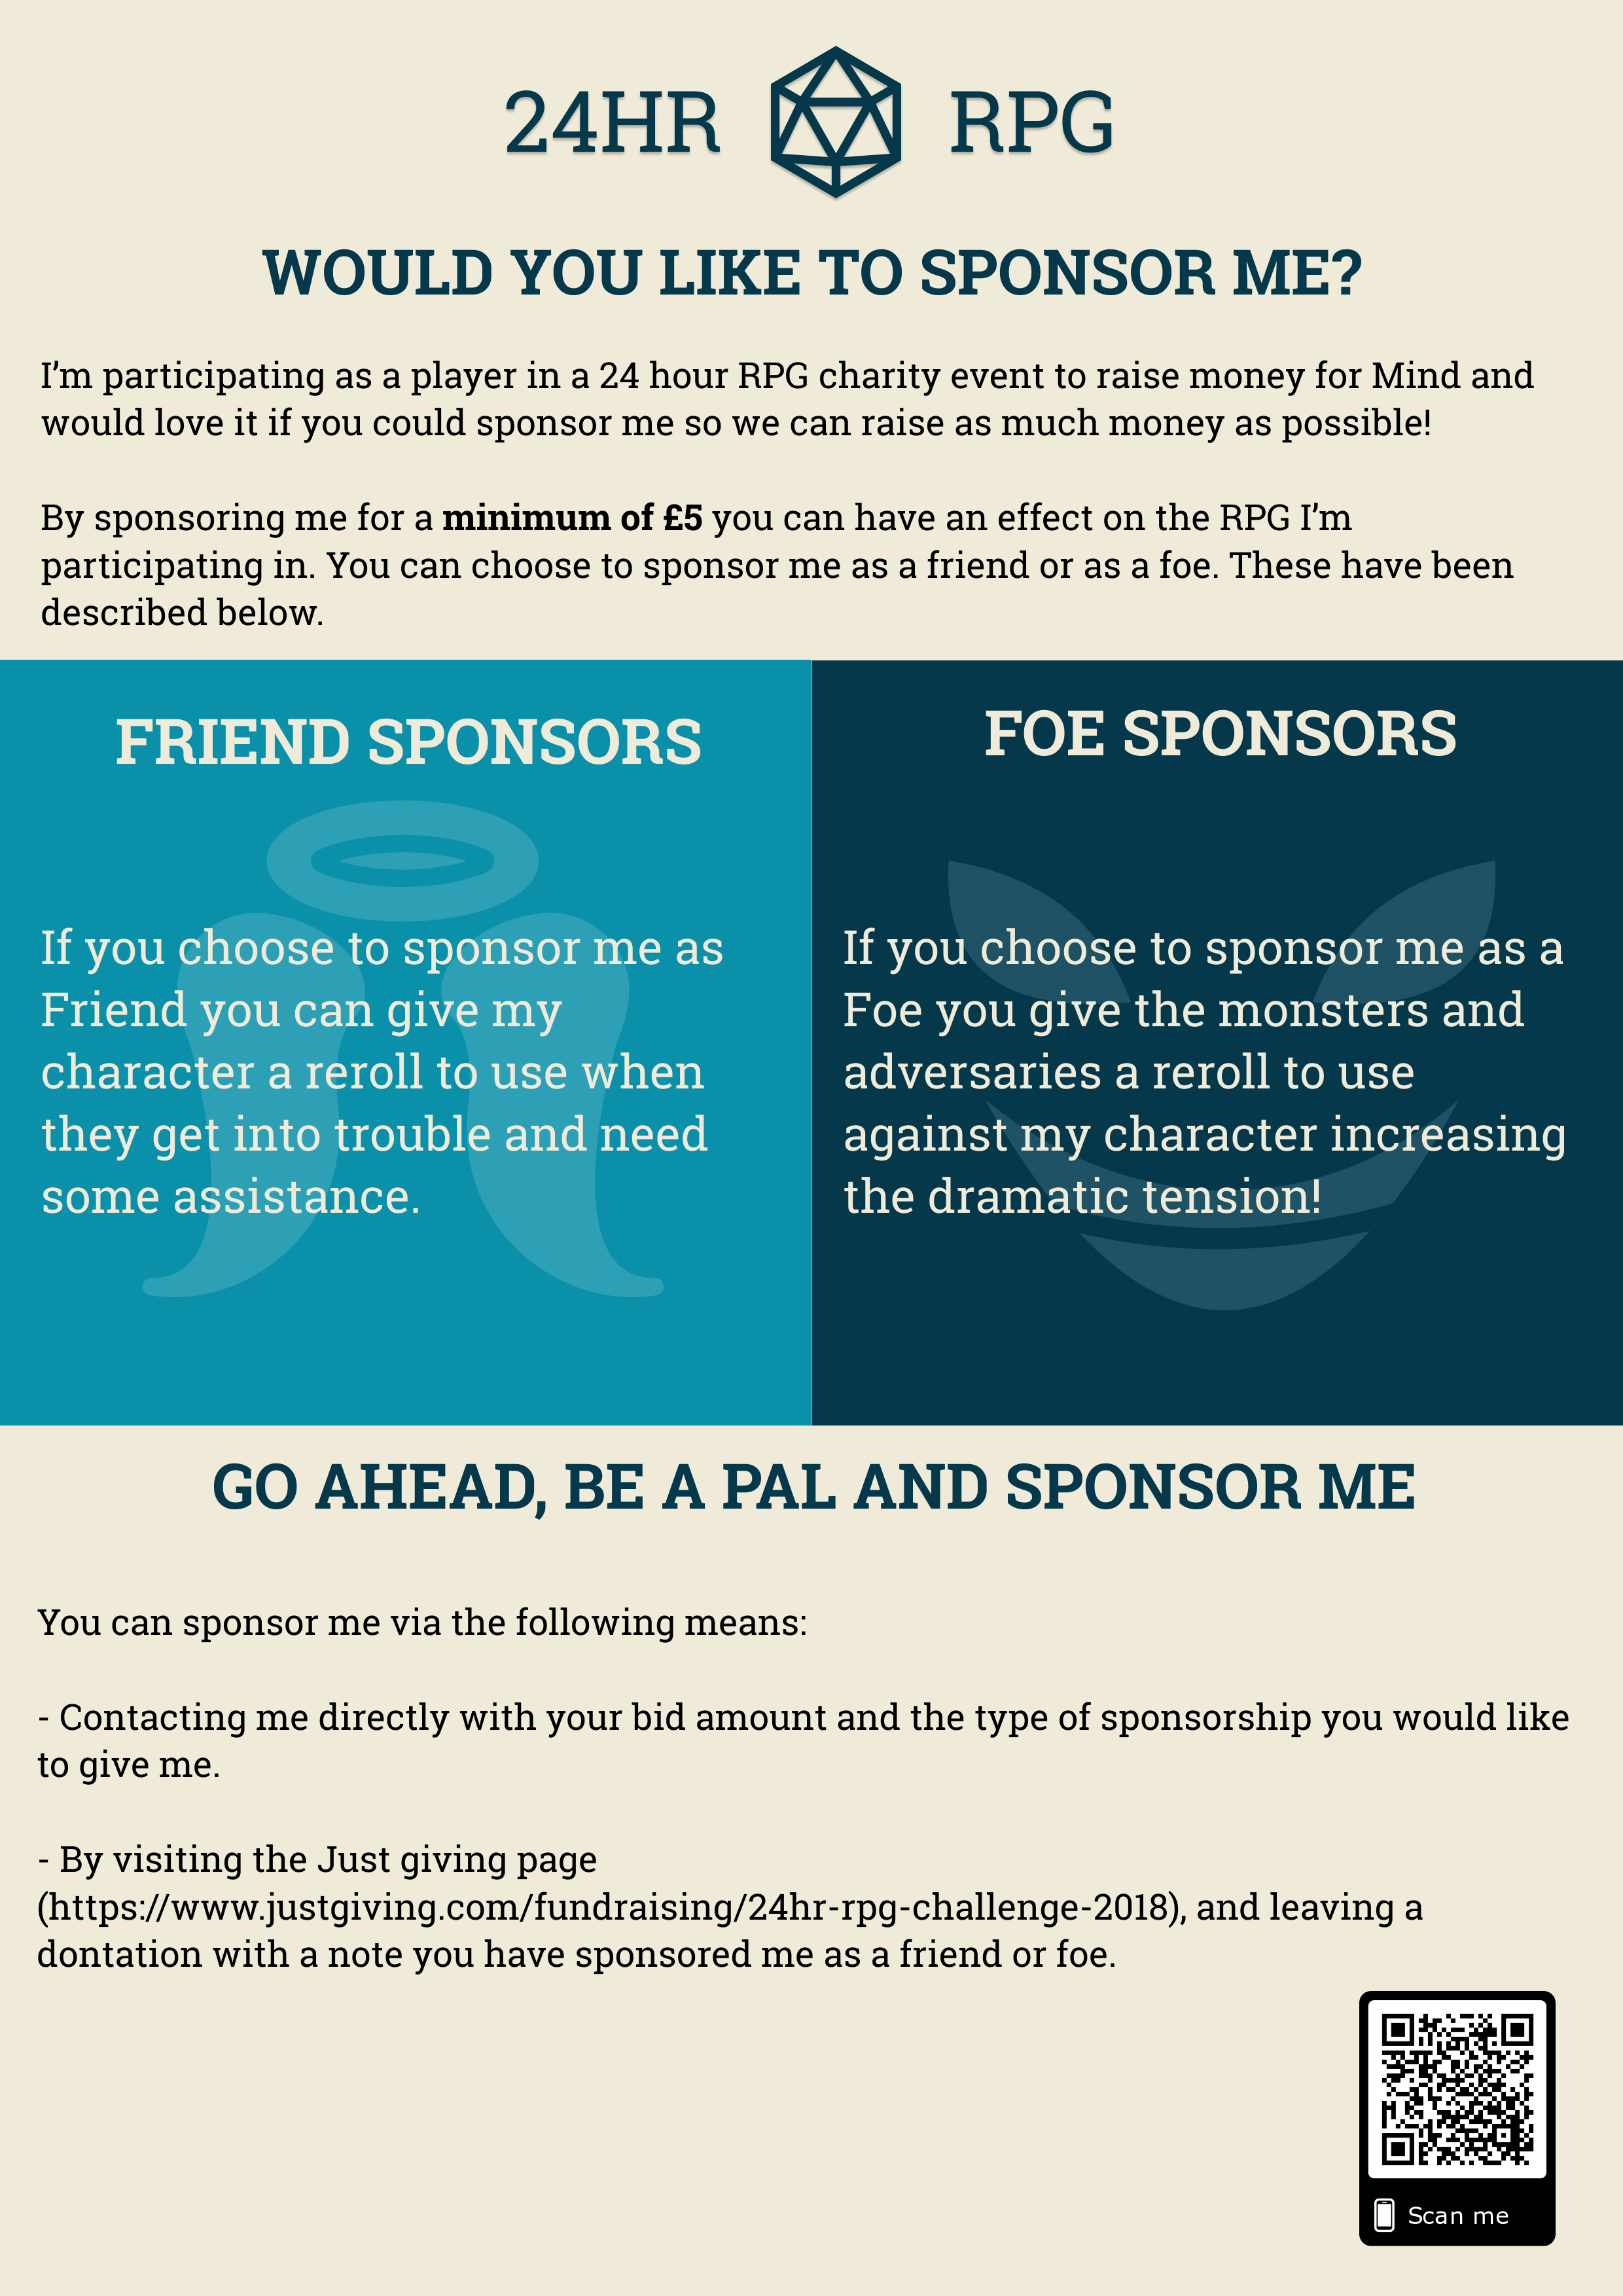 24HR RPG
WOULD YOU LIKE TO SPONSOR ME?
I’m participating as a player in a 24 hour RPG charity event to raise money for Mind and
would love it if you could sponsor me so we can raise as much money as possible!
By sponsoring me for a minimum of £5 you can have an effect on the RPG I’m
participating in. You can choose to sponsor me as a friend or as a foe. These have been
described below.
FRIEND SPONSORS
If you choose to sponsor me as
Friend you can give my
character a reroll to use when
they get into trouble and need
some assistance.
FOE SPONSORS
If you choose to sponsor me as a
Foe you give the monsters and
adversaries a reroll to use
against my character increasing
the dramatic tension!
GO AHEAD, BE A PAL AND SPONSOR ME
You can sponsor me via the following means:
- Contacting me directly with your bid amount and the type of sponsorship you would like
to give me.
- By visiting the Just giving page
(https://www.justgiving.com/fundraising/24hr-rpg-challenge-2018), and leaving a
dontation with a note you have sponsored me as a friend or foe.
Scan me